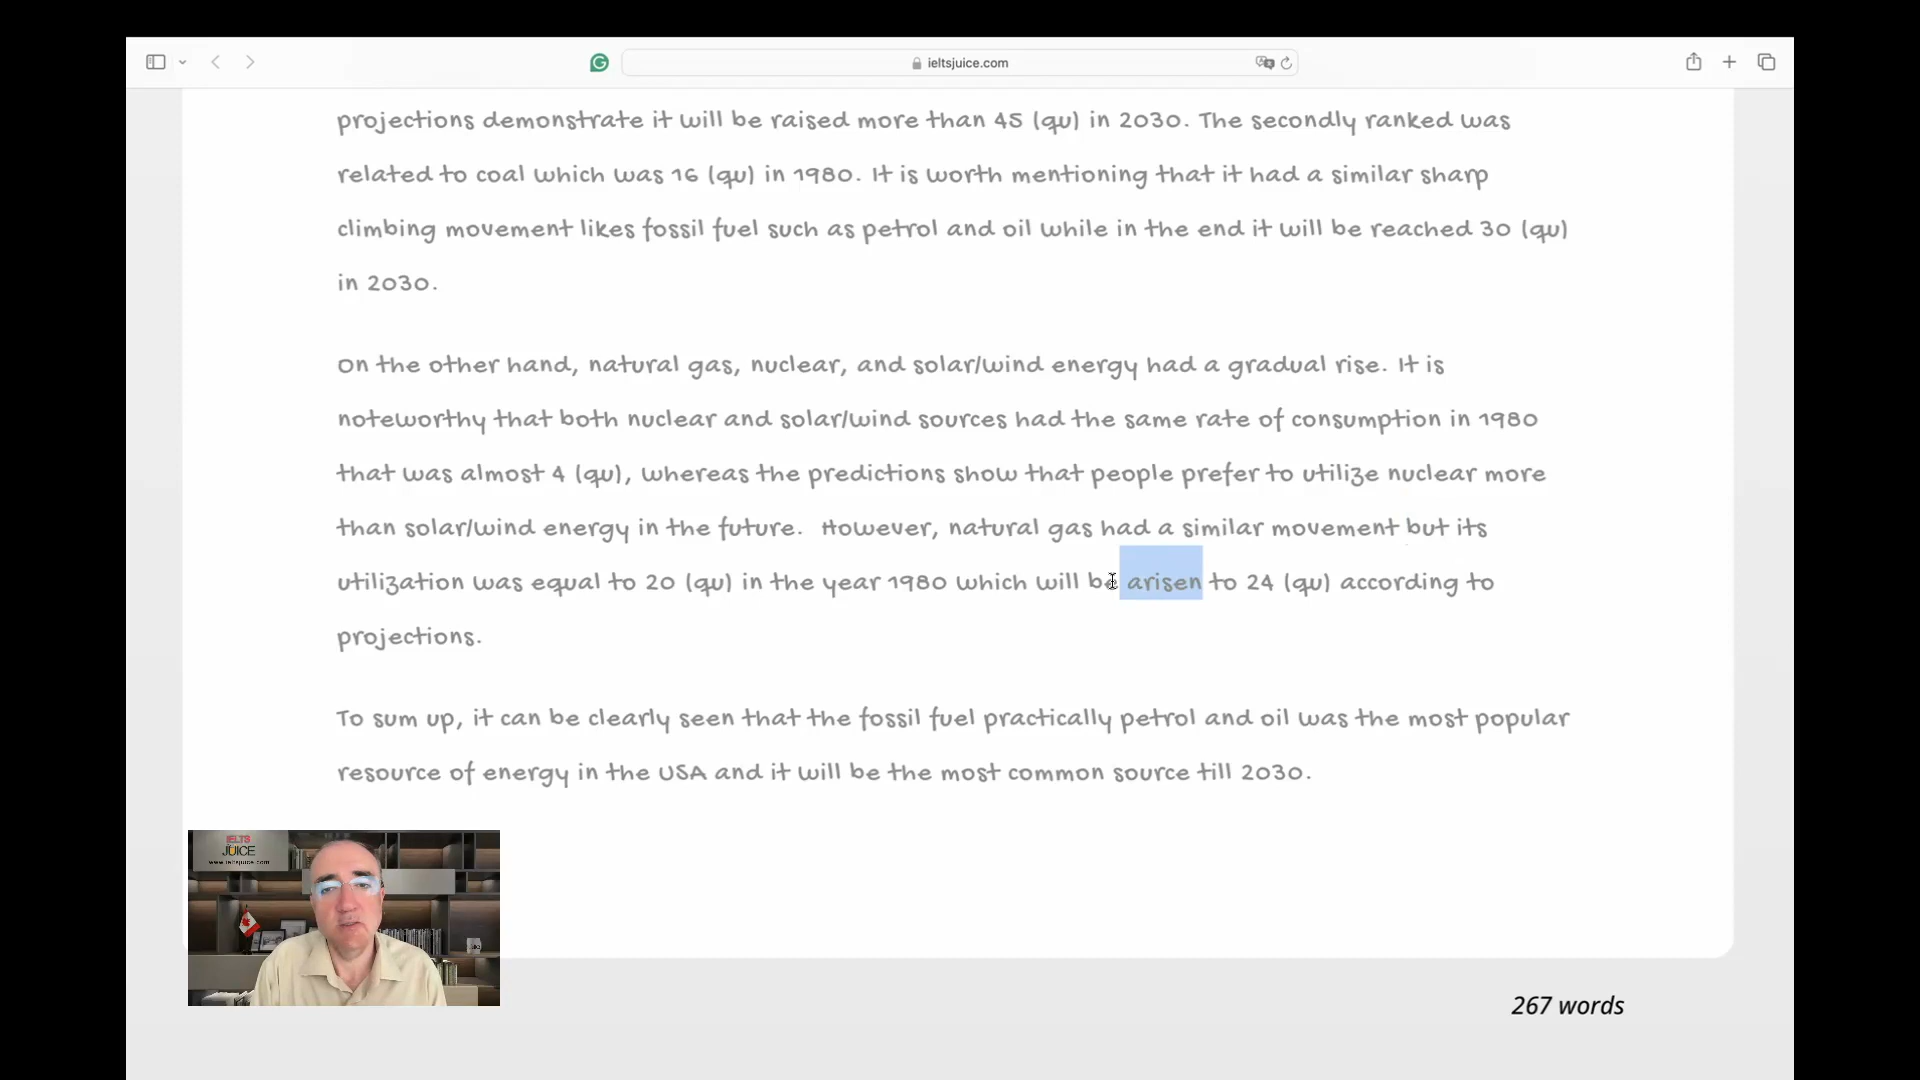 ieltsjuice.com
projections demonstrate it will be raised more than 45 (qu) in 2030. The secondly ranked was
related to coal which was 16 (qu) in 1980. It is worth mentioning that it had a similar sharp
climbing movement likes fossil fuel such as petrol and oil while in the end it will be reached 30 (qu)
in 2030.
On the other hand, natural gas, nuclear, and solar/wind energy had a gradual rise. It is
noteworthy that both nuclear and solar/wind sources had the same rate of consumption in 1980
that was almost 4 (qu), whereas the predictions show that people prefer to utilize nuclear more
than solar/wind energy in the future. However, natural gas had a similar movement but its
utilization was equal to 20 (qu) in the year 1980 which will be arisen to 24 (qu) according to
projections.
To sum up, it can be clearly seen that the fossil fuel practically petrol and oil was the most popular
resource of energy in the USA and it will be the most common source till 2030.
IELTS
JUICE
www.ieltsjuice.com
267 words